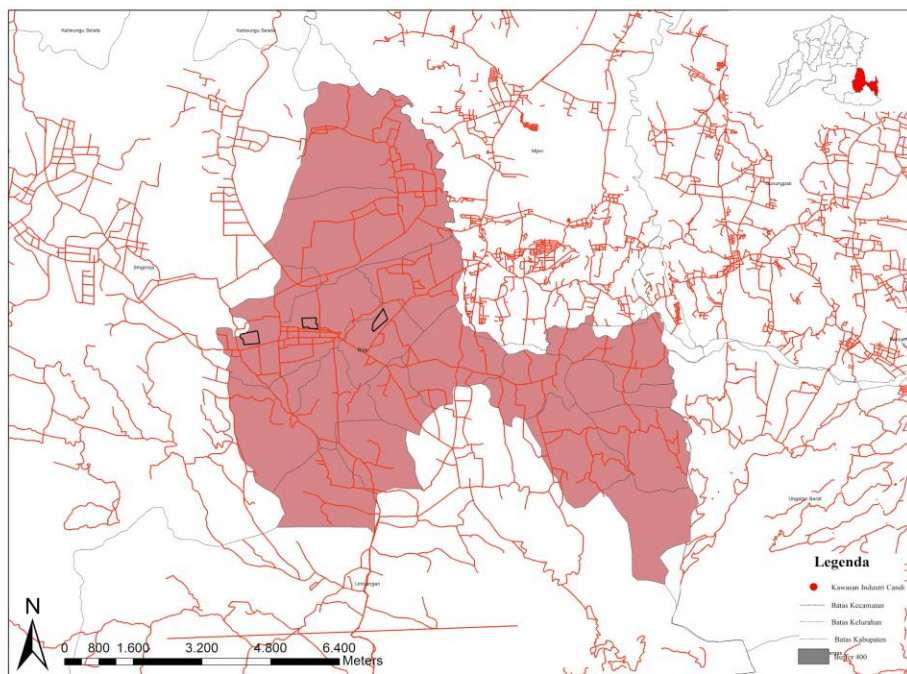 Kaliwungu Selatan
Kaliwungu Selatan
Mijen
Gunungpati
Singorojo
Boja
Ungaran Barat
Limbangan
Legenda
Kawasan Industri Candi
Batas Kecamatan
Batas Kelurahan
Batas Kabupaten
Buffer 400
N
0 800 1.600 3.200 4.800 6.400
Meters